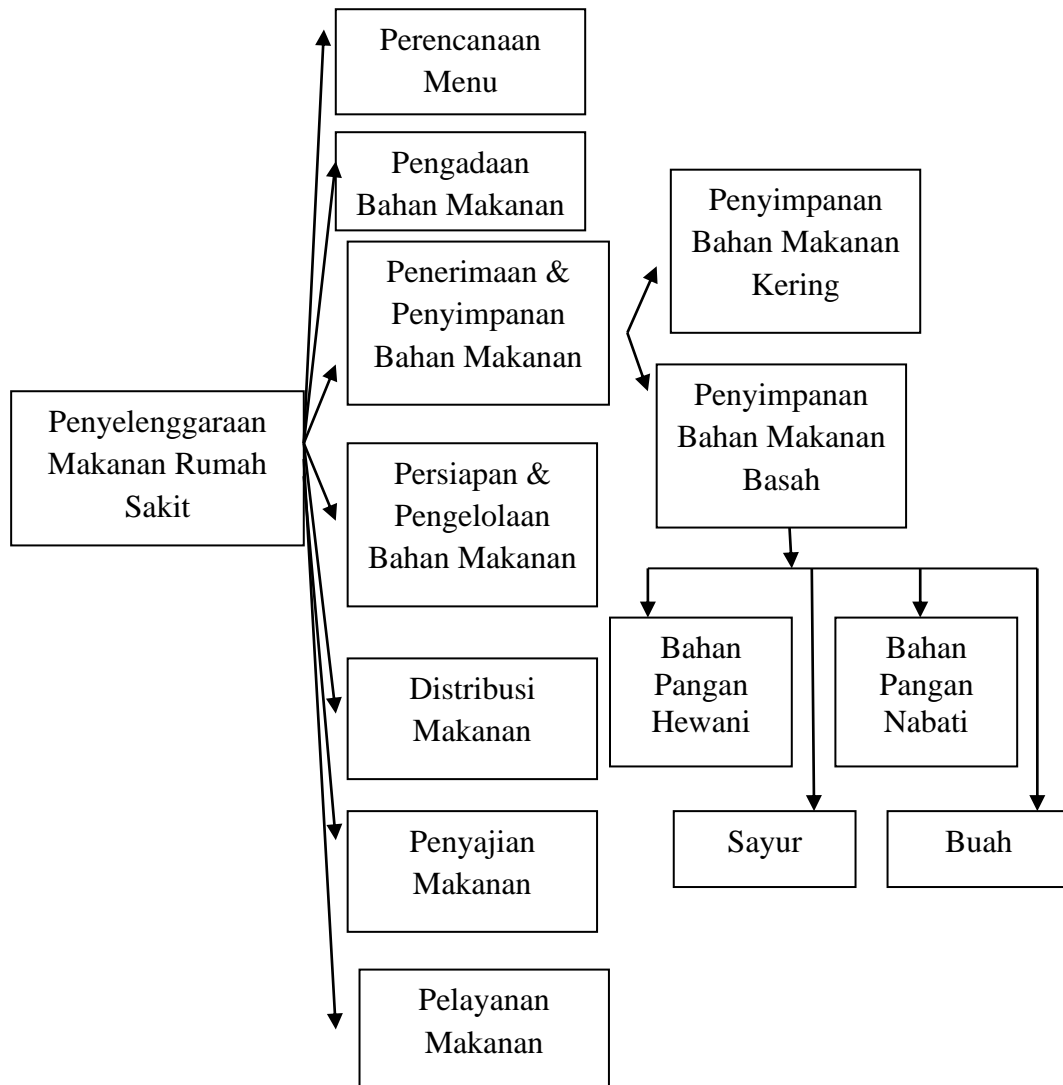 Perencanaan
Menu
Pengadaan
Bahan Makanan
Penerimaan &
Penyimpanan
Bahan Makanan
Penyimpanan
Bahan Makanan
Kering
Penyelenggaraan
Makanan Rumah
Sakit
Penyimpanan
Bahan Makanan
Basah
Persiapan &
Pengelolaan
Bahan Makanan
Bahan
Pangan
Hewani
Bahan
Pangan
Nabati
Distribusi
Makanan
Penyajian
Makanan
Sayur
Buah
Pelayanan
Makanan